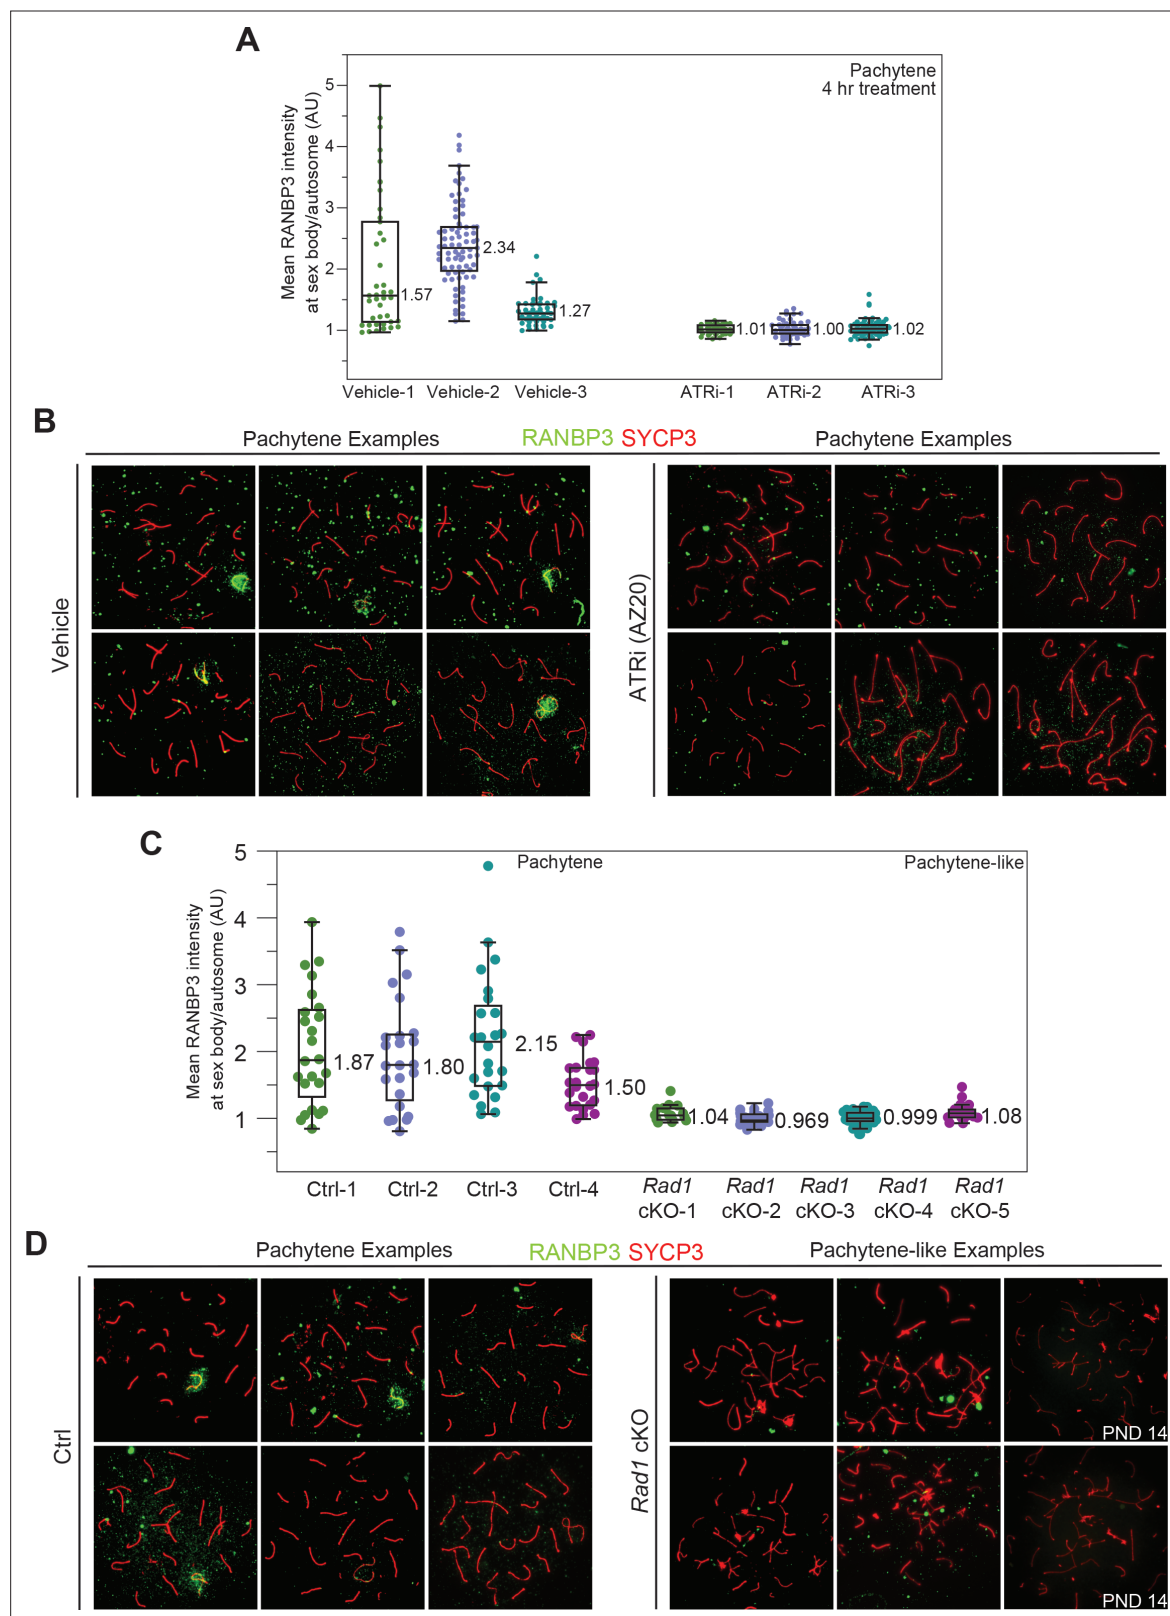 A
Pachytene
4 hr treatment
Mean RANBP3 intensity
at sex body/autosome (AU)
5
4
3
2
1
1.57
2.34
1.27
1.01
1.00
1.02
Vehicle-1
Vehicle-2
Vehicle-3
ATRi-1
ATRi-2
ATRi-3
B
Pachytene Examples
RANBP3 SYCP3
Pachytene Examples
Vehicle
ATRi (AZ20)
C
Pachytene
Pachytene-like
Mean RANBP3 intensity
at sex body/autosome (AU)
5
4
3
2
1
1.87
1.80
2.15
1.50
1.04
0.969
0.999
1.08
Ctrl-1
Ctrl-2
Ctrl-3
Ctrl-4
Rad1
cKO-1
Rad1
cKO-2
Rad1
cKO-3
Rad1
cKO-4
Rad1
cKO-5
D
Pachytene Examples
RANBP3 SYCP3
Pachytene-like Examples
Ctrl
Rad1 cKO
PND 14
PND 14